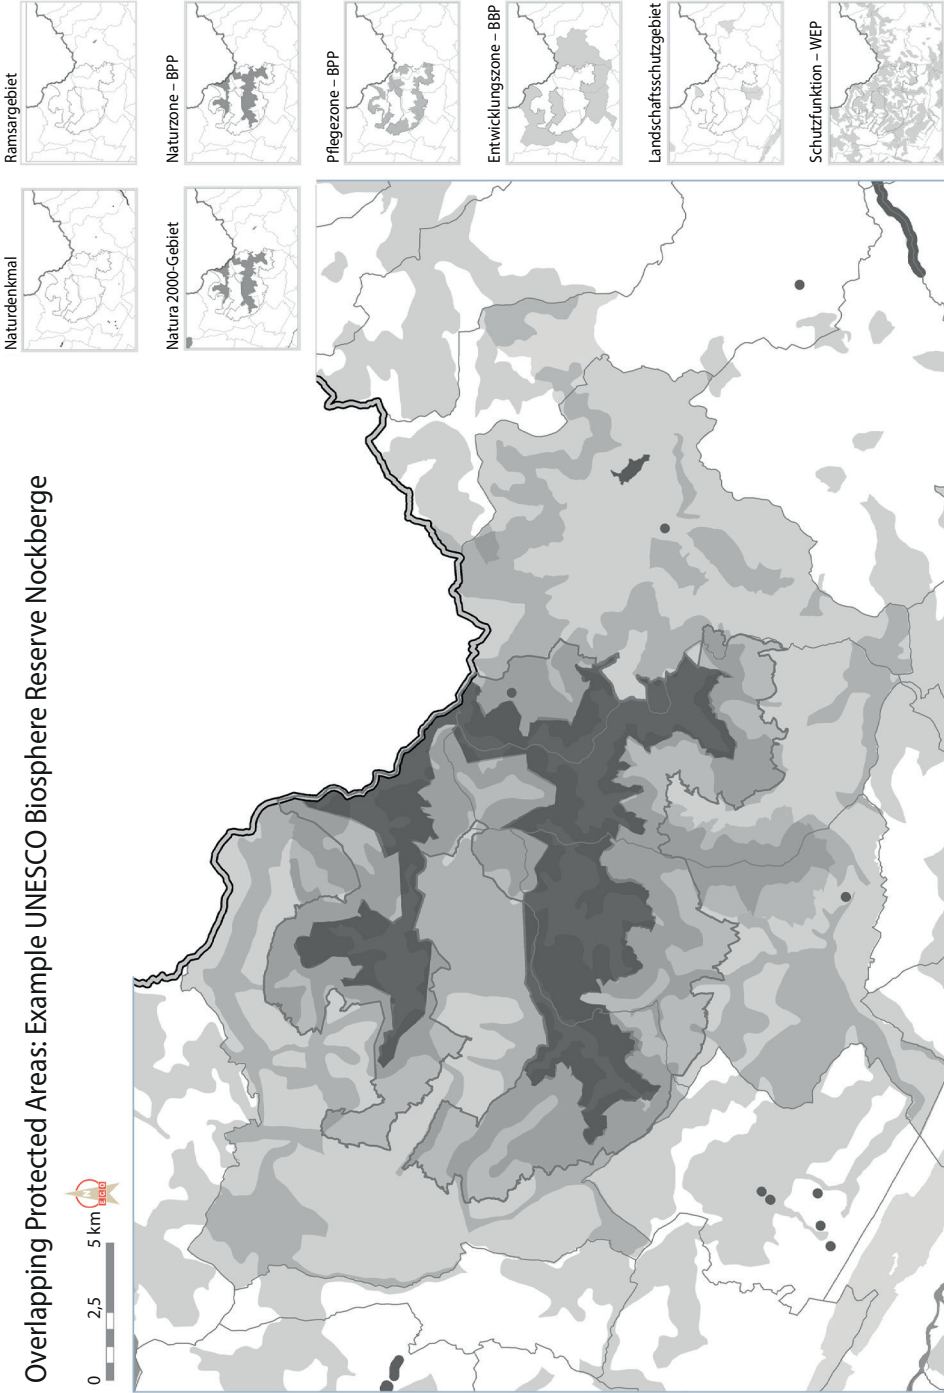 Overlapping Protected Areas: Example UNESCO Biosphere Reserve Nockberge
0 2,5 5 km
N
ECO
Naturdenkmal
Ramsargebiet
Natura 2000-Gebiet
Naturzone – BPP
Pflegezone – BPP
Entwicklungszone – BBP
Landschaftsschutzgebiet
Schutzfunktion – WEP